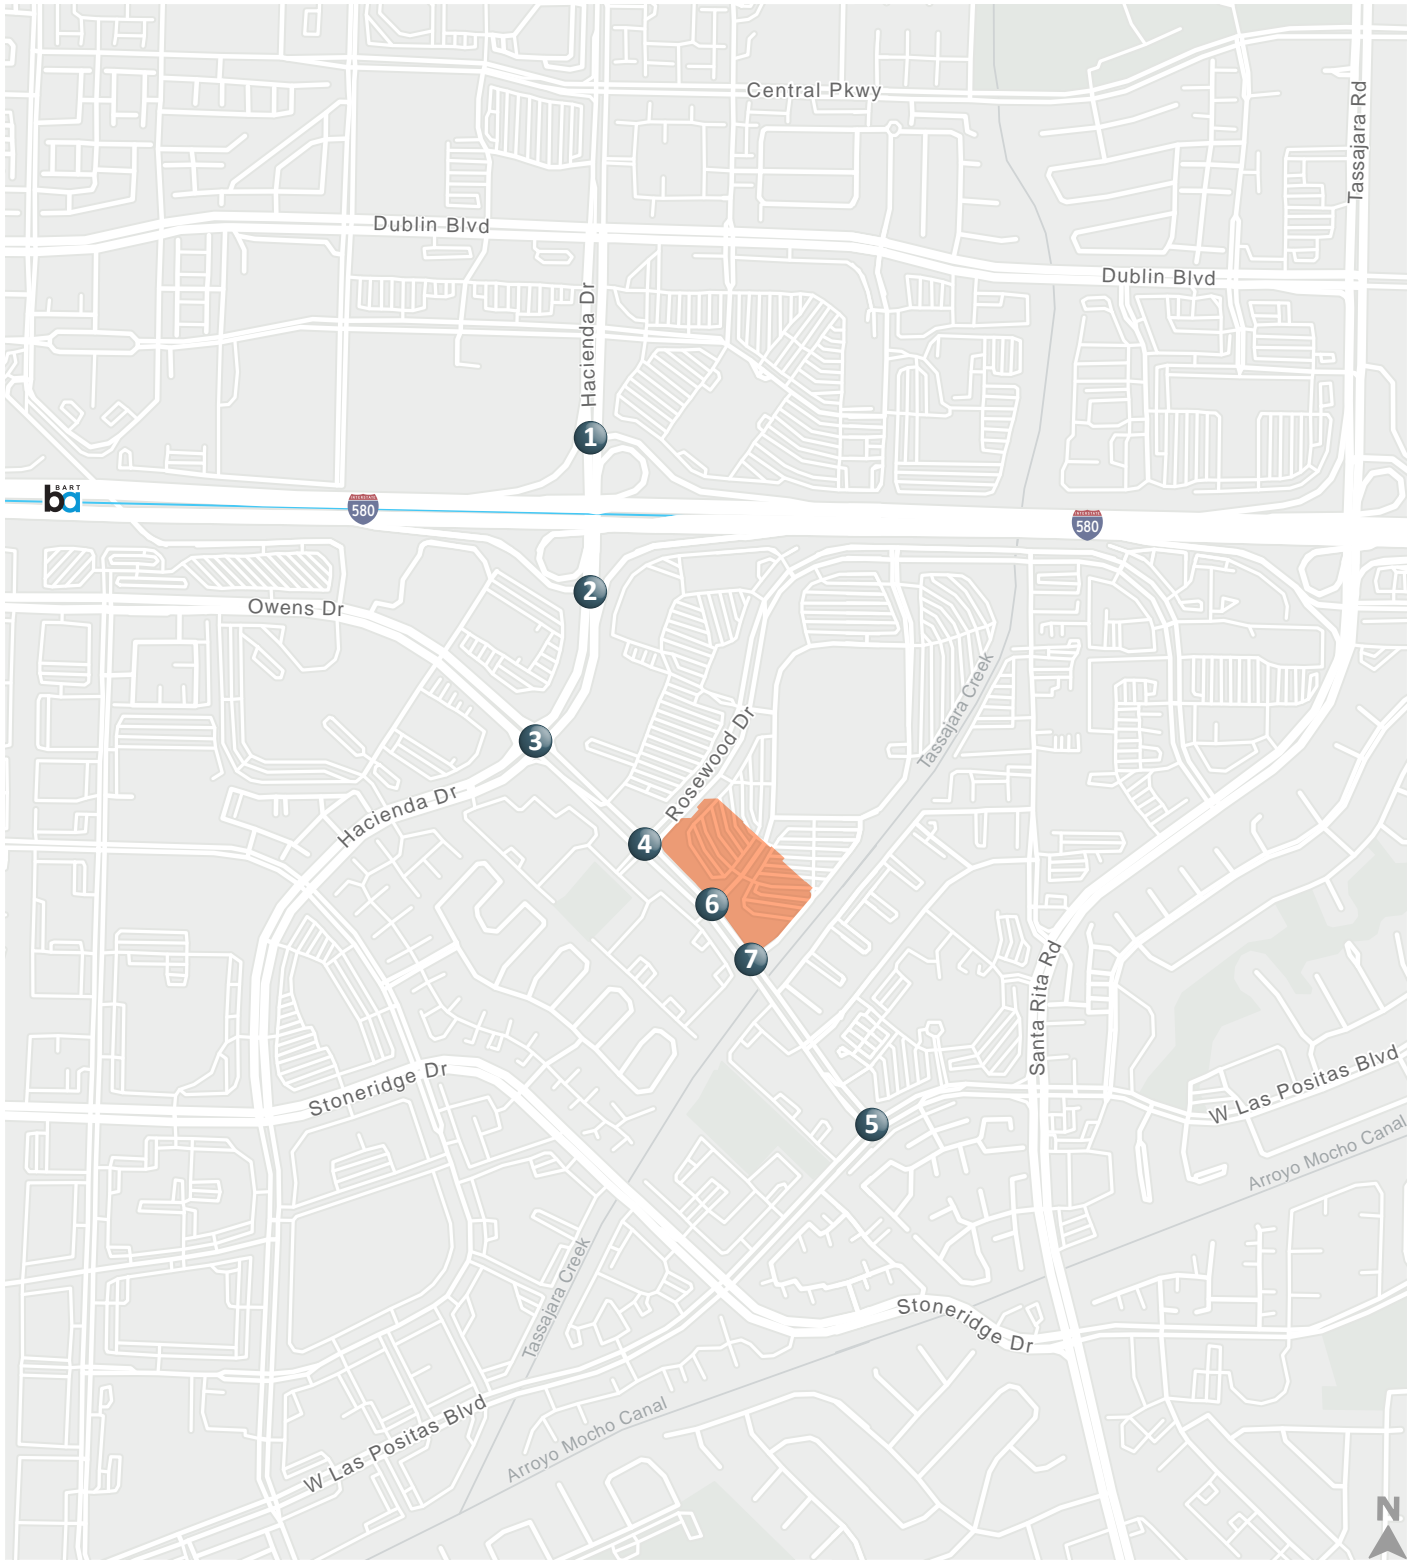 Central Pkwy
Tassajara Rd
Dublin Blvd
Dublin Blvd
Hacienda Dr
1
BART
ba
INTERSTATE
580
INTERSTATE
580
2
Owens Dr
Tassajara Creek
Rosewood Dr
3
Hacienda Dr
4
6
7
Santa Rita Rd
Stoneridge Dr
W Las Positas Blvd
5
Arroyo Mocho Canal
Tassajara Creek
Stoneridge Dr
W Las Positas Blvd
Arroyo Mocho Canal
N